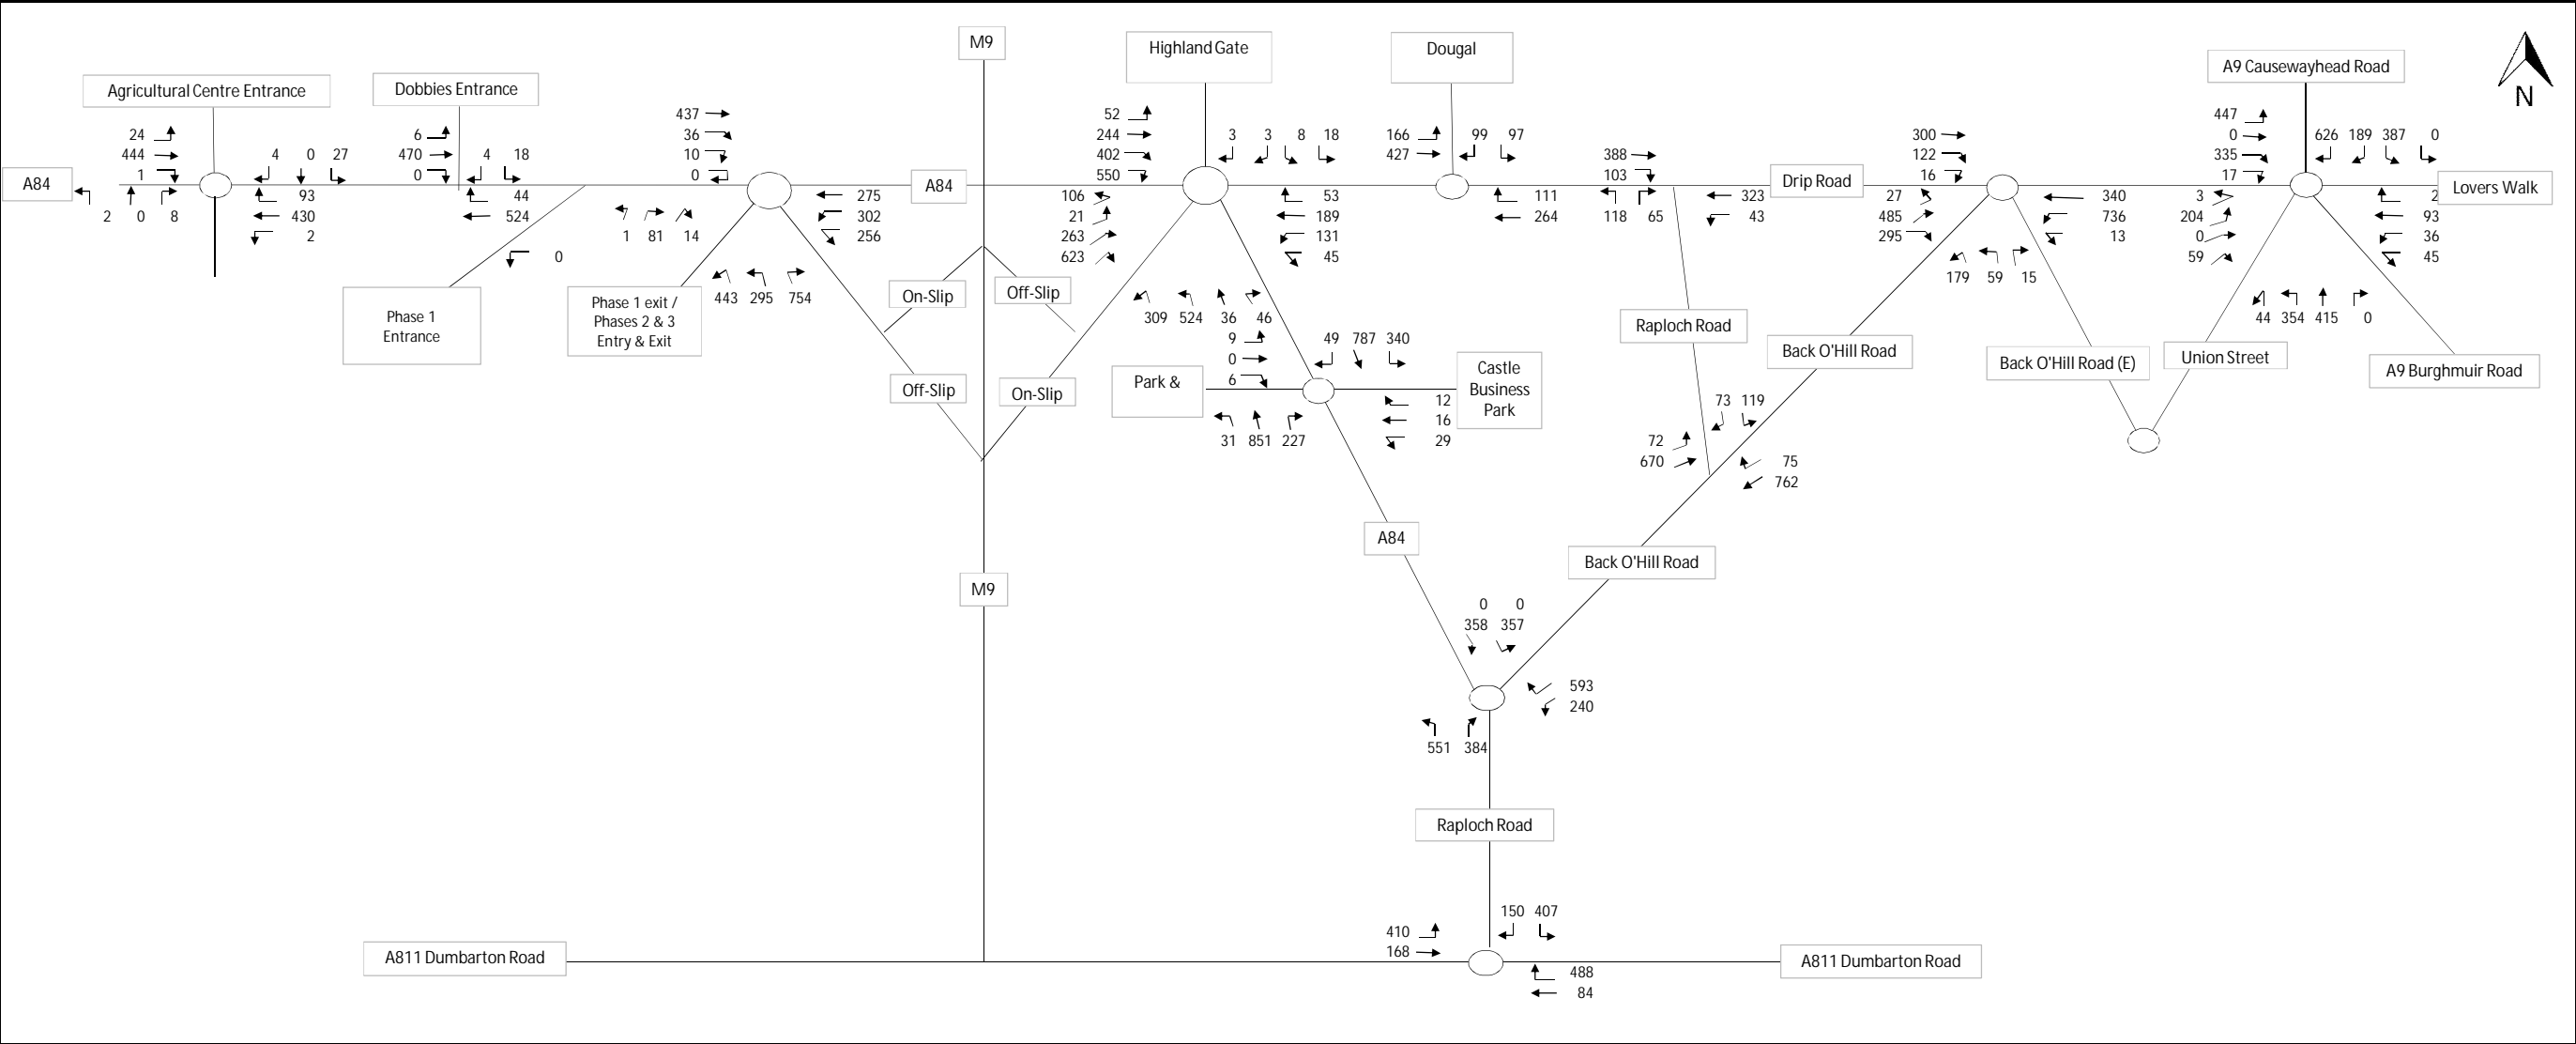 M9
Highland Gate
Dougal
A9 Causewayhead Road
N
Agricultural Centre Entrance
Dobbies Entrance
24
444
1
4 0 27
6
470
0
4 18
437
36
10
0
52
244
402
550
3 3 8 18
166
427
99 97
388
103
300
122
16
447
0
335
17
626 189 387 0
A84
2 0 8
93
430
2
44
524
0
1 81 14
275
302
256
A84
106
21
263
623
53
189
131
45
111
264
118 65
323
43
Drip Road
27
485
295
340
736
13
3
204
0
59
2
93
36
45
Lovers Walk
Phase 1
Entrance
Phase 1 exit /
Phases 2 & 3
Entry & Exit
443 295 754
On-Slip
Off-Slip
309 524 36 46
179 59 15
44 354 415 0
Raploch Road
Back O'Hill Road
Back O'Hill Road (E)
Union Street
A9 Burghmuir Road
Off-Slip
On-Slip
Park &
9
0
6
49 787 340
Castle
Business
Park
31 851 227
12
16
29
73 119
72
670
75
762
A84
Back O'Hill Road
M9
0 0
358 357
593
240
551 384
Raploch Road
150 407
410
168
A811 Dumbarton Road
A811 Dumbarton Road
488
84